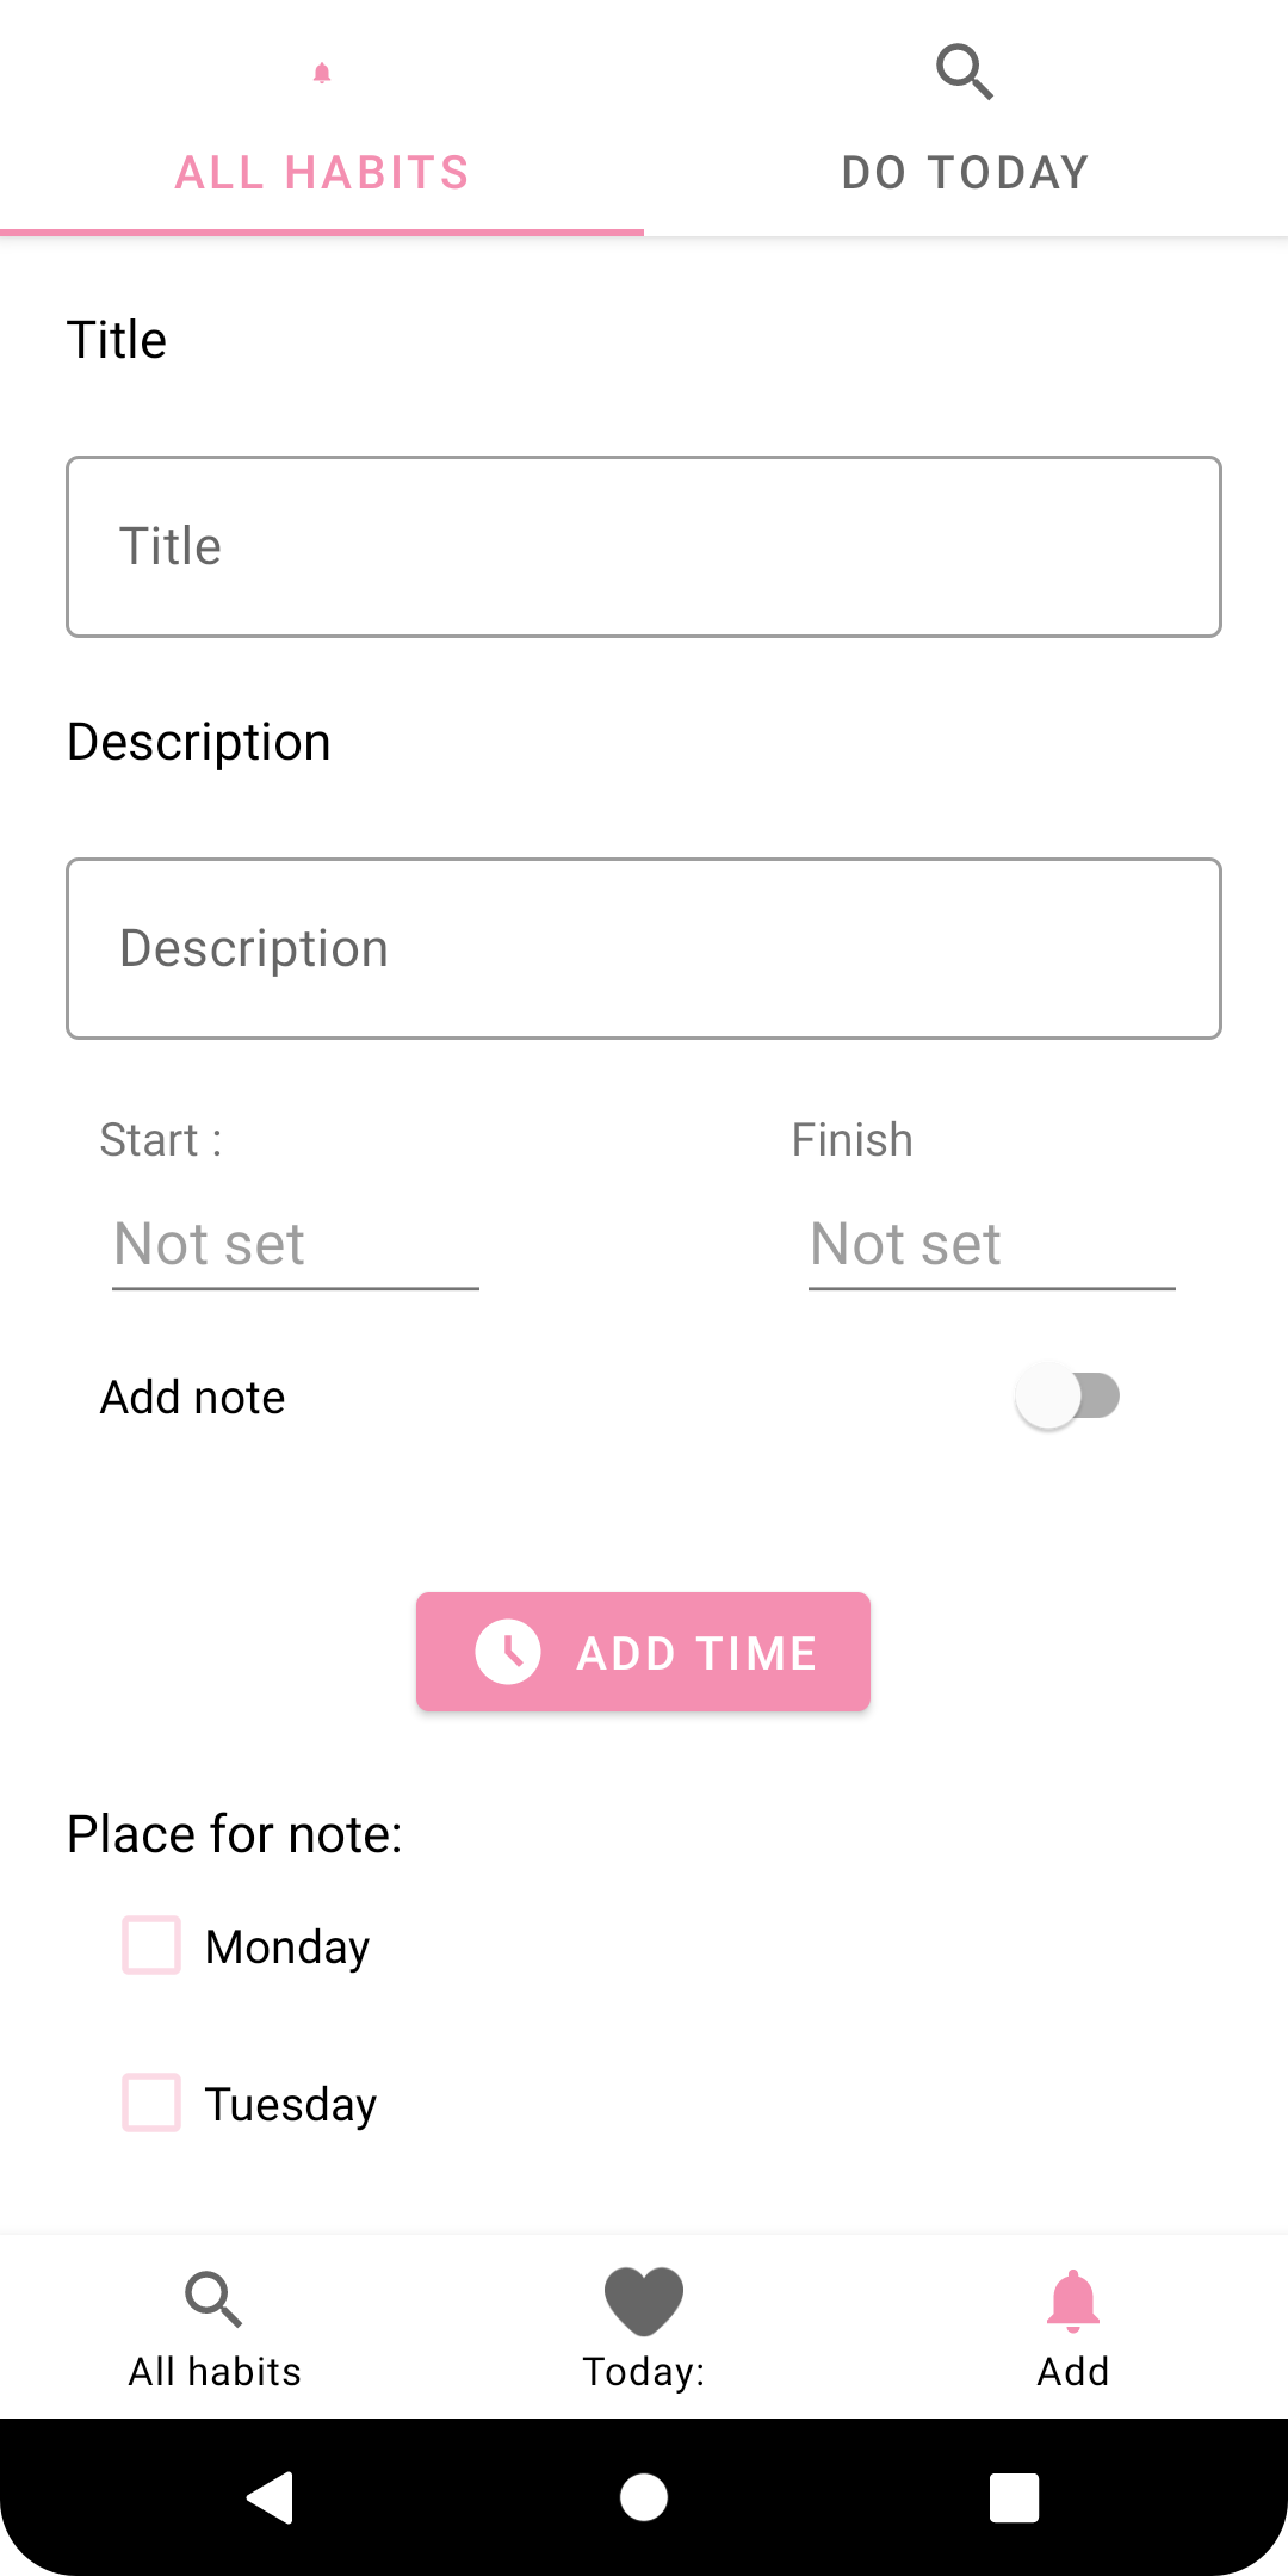 ALL HABITS
DO TODAY
Title
Title
Description
Description
Start :
Finish
Not set
Not set
Add note
ADD TIME
Place for note:
Monday
Tuesday
All habits
Today:
Add